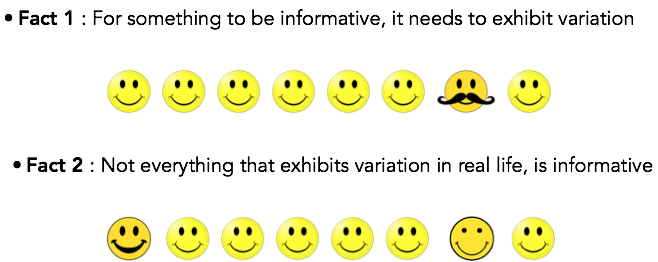 • Fact 1 : For something to be informative, it needs to exhibit variation
• Fact 2 : Not everything that exhibits variation in real life, is informative